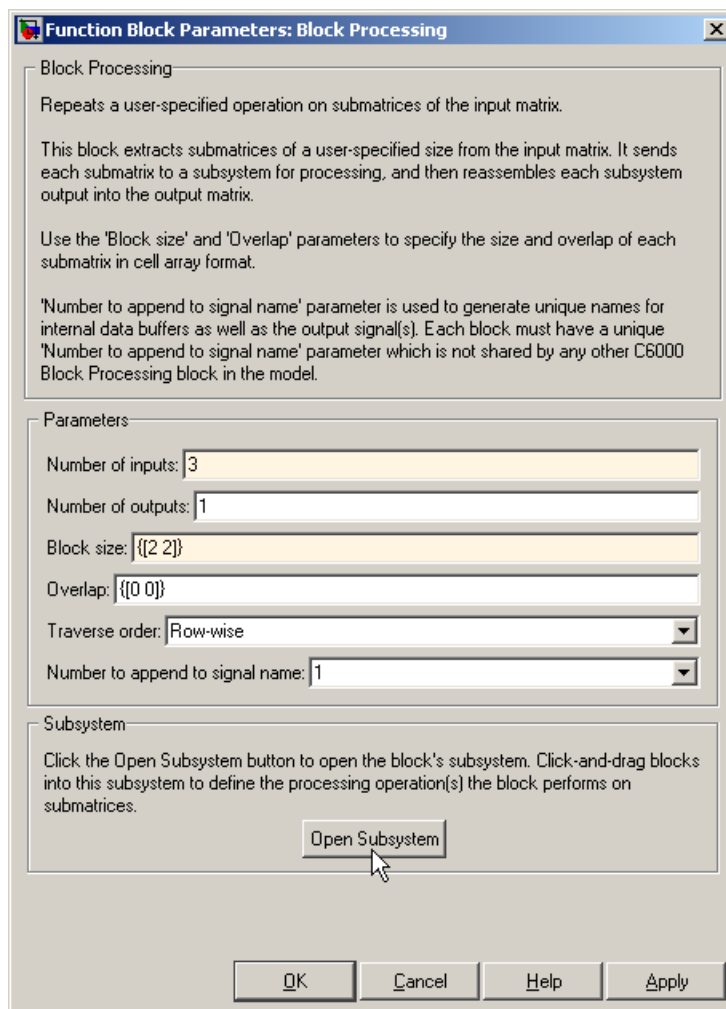 Function Block Parameters: Block Processing
Block Processing
Repeats a user-specified operation on submatrices of the input matrix.
This block extracts submatrices of a user-specified size from the input matrix. It sends
each submatrix to a subsystem for processing, and then reassembles each subsystem
output into the output matrix.
Use the 'Block size' and 'Overlap' parameters to specify the size and overlap of each
submatrix in cell array format.
'Number to append to signal name' parameter is used to generate unique names for
internal data buffers as well as the output signal(s). Each block must have a unique
'Number to append to signal name' parameter which is not shared by any other C6000
Block Processing block in the model.
Parameters
Number of inputs: 3
Number of outputs: 1
Block size: {[2 2]}
Overlap: {[0 0]}
Traverse order: Row-wise
Number to append to signal name: 1
Subsystem
Click the Open Subsystem button to open the block's subsystem. Click-and-drag blocks
into this subsystem to define the processing operation(s) the block performs on
submatrices.
Open Subsystem
OK Cancel Help Apply